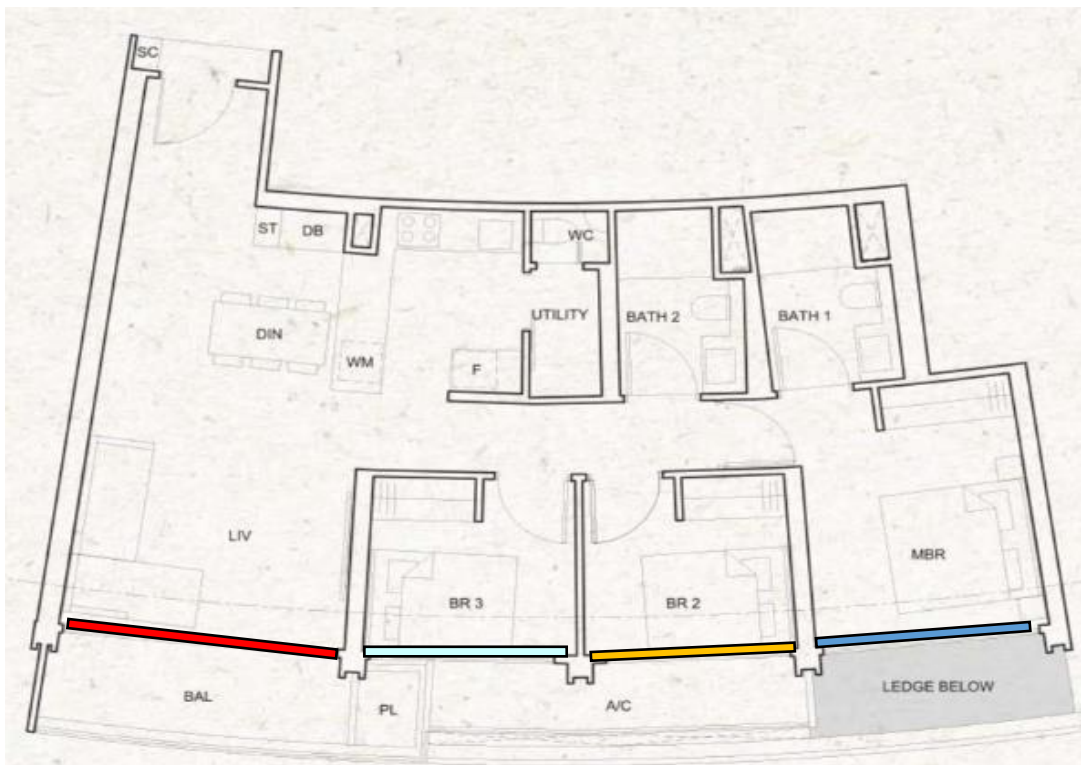 SC
ST
DB
WC
DIN
WM
F
UTILITY
BATH 2
BATH 1
LIV
BR 3
BR 2
MBR
BAL
PL
A/C
LEDGE BELOW